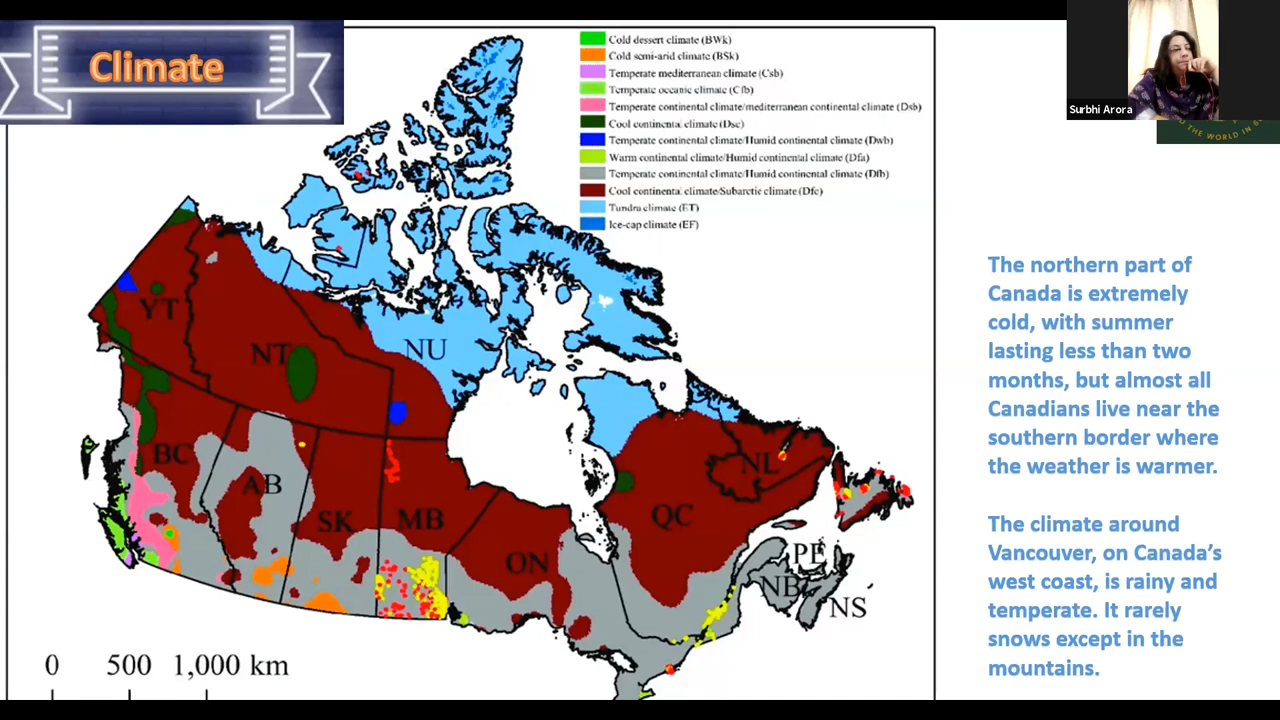 Climate
Cold dessert climate (BWk)
Cold semi-arid climate (BSk)
Temperate mediterranean climate (Csb)
Temperate oceanic climate (Cfb)
Temperate continental climate/mediterranean continental climate (Dsb)
Cool continental climate (Dsc)
Temperate continental climate/Humid continental climate (Dwb)
Warm continental climate/Humid continental climate (Dfa)
Temperate continental climate/Humid continental climate (Dfb)
Cool continental climate/Subarctic climate (Dfc)
Tundra climate (ET)
Ice-cap climate (EF)
Surbhi Arora
THE WORLD IN
The northern part of
Canada is extremely
cold, with summer
lasting less than two
months, but almost all
Canadians live near the
southern border where
the weather is warmer.
The climate around
Vancouver, on Canada’s
west coast, is rainy and
temperate. It rarely
snows except in the
mountains.
YT
NT
NU
BC
AB
SK
MB
ON
QC
NL
PE
NB
NS
0 500 1,000 km